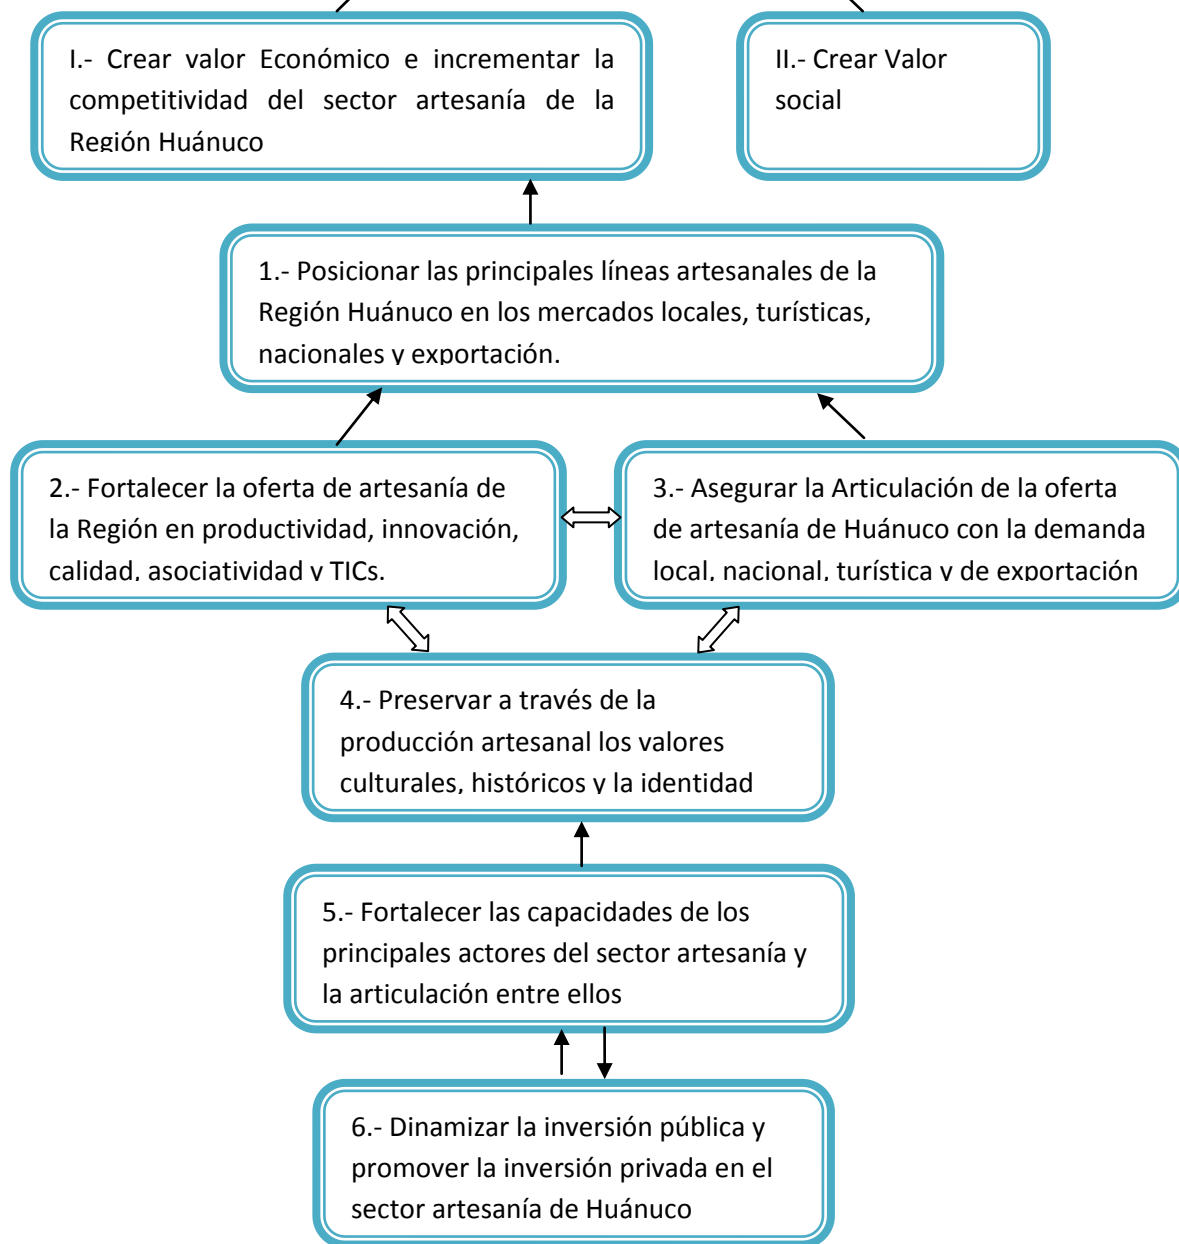 I.- Crear valor Económico e incrementar la
competitividad del sector artesanía de la
Región Huánuco
II.- Crear Valor
social
1.- Posicionar las principales líneas artesanales de la
Región Huánuco en los mercados locales, turísticas,
nacionales y exportación.
2.- Fortalecer la oferta de artesanía de
la Región en productividad, innovación,
calidad, asociatividad y TICs.
3.- Asegurar la Articulación de la oferta
de artesanía de Huánuco con la demanda
local, nacional, turística y de exportación
4.- Preservar a través de la
producción artesanal los valores
culturales, históricos y la identidad
5.- Fortalecer las capacidades de los
principales actores del sector artesanía y
la articulación entre ellos
6.- Dinamizar la inversión pública y
promover la inversión privada en el
sector artesanía de Huánuco